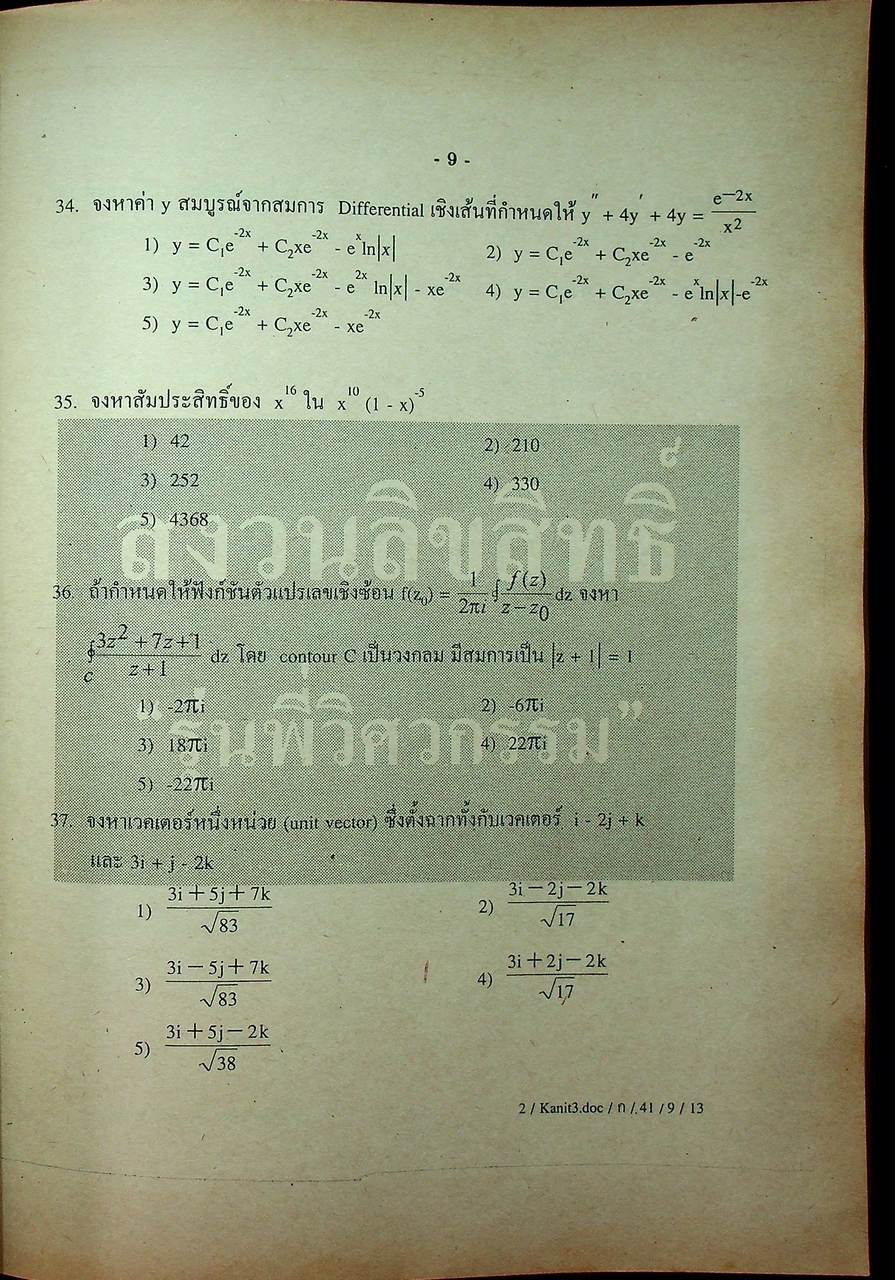 - 9 -
34. จงหาค่า y สมบูรณ์จากสมการ Differential เชิงเส้นที่กำหนดให้ y″ + 4y′ + 4y = e⁻²ˣ/x²
1) y = C₁e⁻²ˣ + C₂xe⁻²ˣ - eˣln|x| 2) y = C₁e⁻²ˣ + C₂xe⁻²ˣ - e⁻²ˣ
3) y = C₁e⁻²ˣ + C₂xe⁻²ˣ - e²ˣ ln|x| - xe⁻²ˣ 4) y = C₁e⁻²ˣ + C₂xe⁻²ˣ - eˣln|x|-e⁻²ˣ
5) y = C₁e⁻²ˣ + C₂xe⁻²ˣ - xe⁻²ˣ
35. จงหาสัมประสิทธิ์ของ x¹⁶ ใน x¹⁰ (1 - x)⁻⁵
1) 42 2) 210
3) 252 4) 330
5) 4368
สงวนลิขสิทธิ์
36. ถ้ากำหนดให้ฟังก์ชันตัวแปรเลขเชิงซ้อน f(z₀) = 1/2πi ∮ f(z)/z−z₀ dz จงหา
∮c 3z²+7z+1/z+1 dz โดย contour C เป็นวงกลม มีสมการเป็น |z + 1| = 1
1) -2πi 2) -6πi
3) 18πi 4) 22πi
"รุ่นพี่วิศวกรรม"
5) -22πi
37. จงหาเวคเตอร์หนึ่งหน่วย (unit vector) ซึ่งตั้งฉากทั้งกับเวคเตอร์ i - 2j + k
และ 3i + j - 2k
1) 3i+5j+7k/√83 2) 3i−2j−2k/√17
3) 3i−5j+7k/√83 4) 3i+2j−2k/√17
5) 3i+5j−2k/√38
2 / Kanit3.doc / ก /.41 /9 / 13